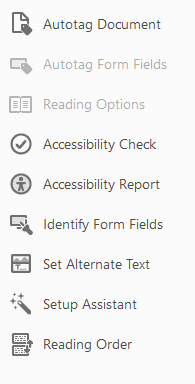 Autotag Document
Autotag Form Fields
Reading Options
Accessibility Check
Accessibility Report
Identify Form Fields
Set Alternate Text
Setup Assistant
Reading Order